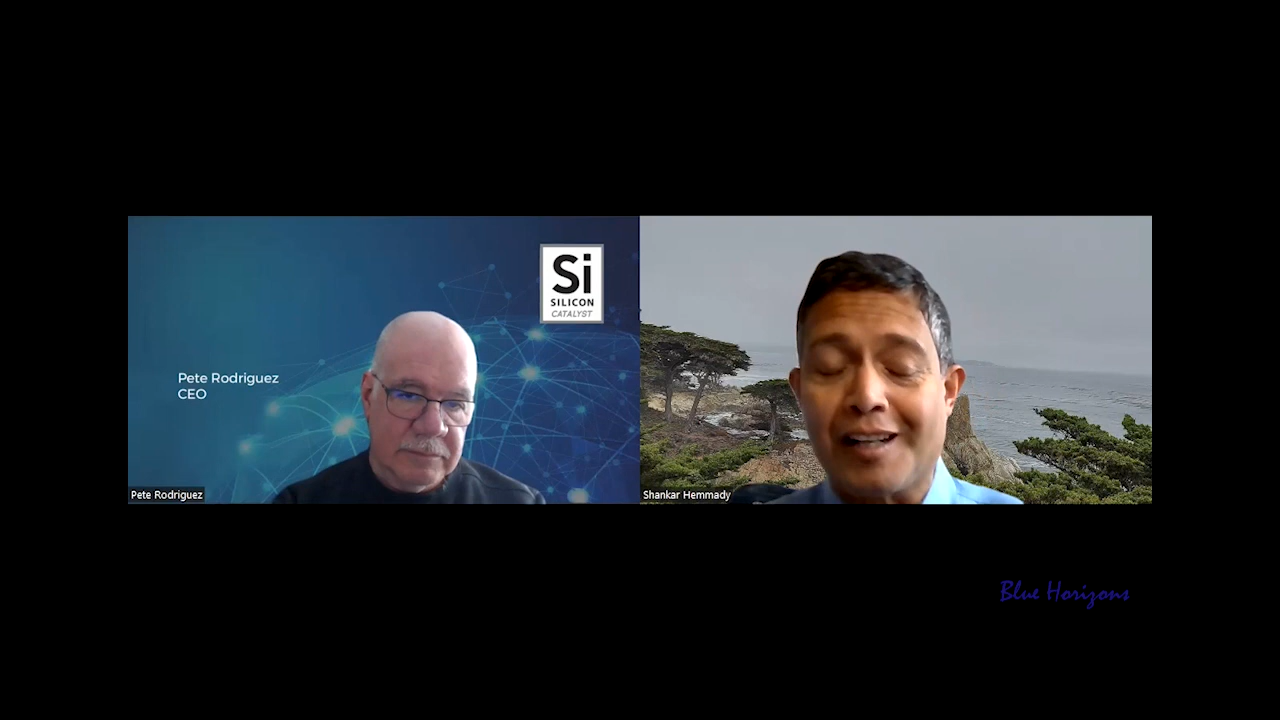 Si
SILICON
CATALYST
Pete Rodriguez
CEO
Pete Rodriguez
Shankar Hemmady
Blue Horizons